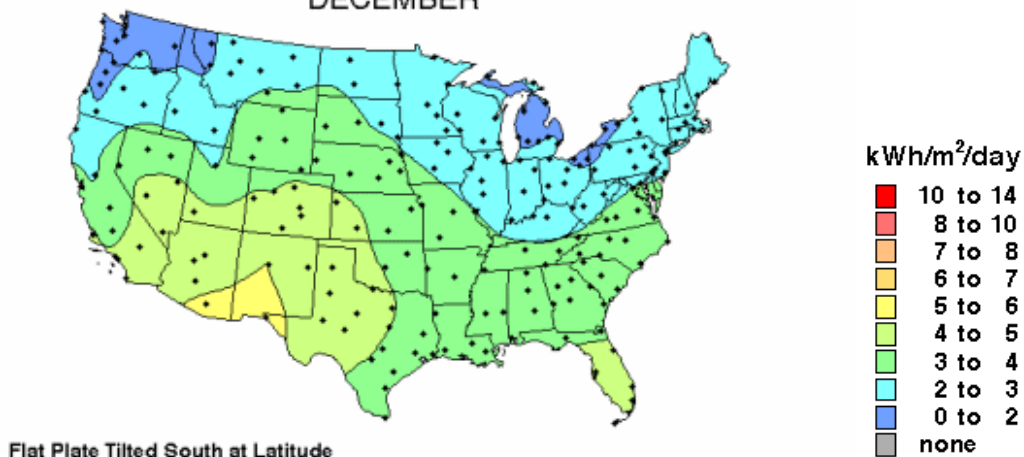 DECEMBER
kWh/m²/day
10 to 14
8 to 10
7 to 8
6 to 7
5 to 6
4 to 5
3 to 4
2 to 3
0 to 2
none
Flat Plate Tilted South at Latitude